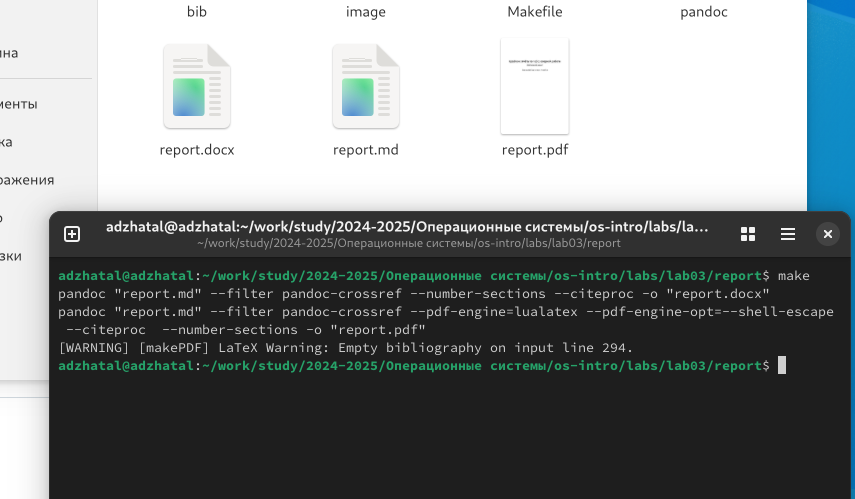 bib
image
Makefile
pandoc
ина
менты
ка
ражения
зки
report.docx
report.md
report.pdf
adzhatal@adzhatal:~/work/study/2024-2025/Операционные системы/os-intro/labs/la...
~/work/study/2024-2025/Операционные системы/os-intro/labs/lab03/report
adzhatal@adzhatal:~/work/study/2024-2025/Операционные системы/os-intro/labs/lab03/report$ make
pandoc "report.md" --filter pandoc-crossref --number-sections --citeproc -o "report.docx"
pandoc "report.md" --filter pandoc-crossref --pdf-engine=lualatex --pdf-engine-opt=--shell-escape
--citeproc  --number-sections -o "report.pdf"
[WARNING] [makePDF] LaTeX Warning: Empty bibliography on input line 294.
adzhatal@adzhatal:~/work/study/2024-2025/Операционные системы/os-intro/labs/lab03/report$